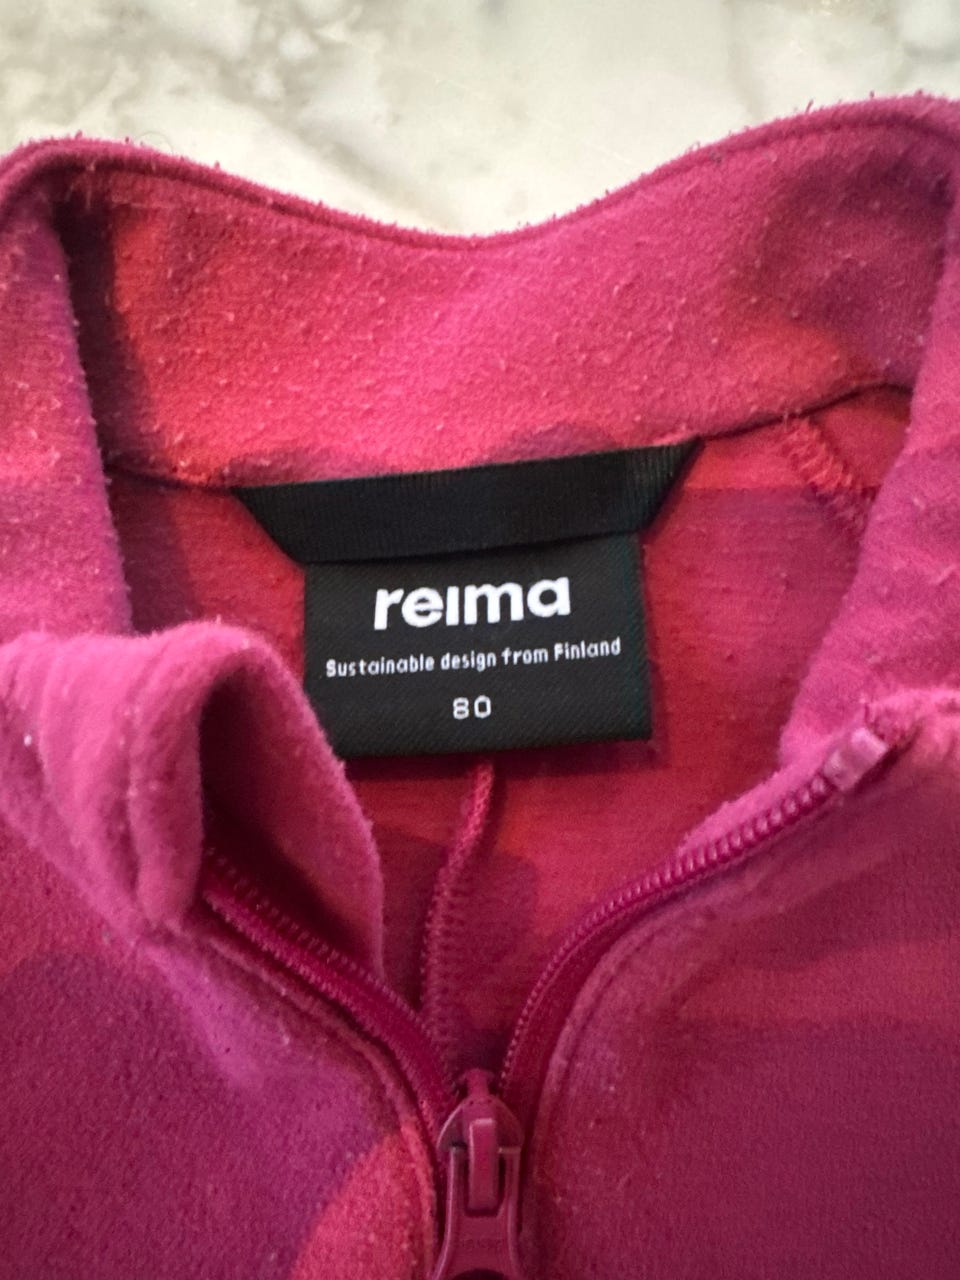 reima
Sustainable design from Finland
80